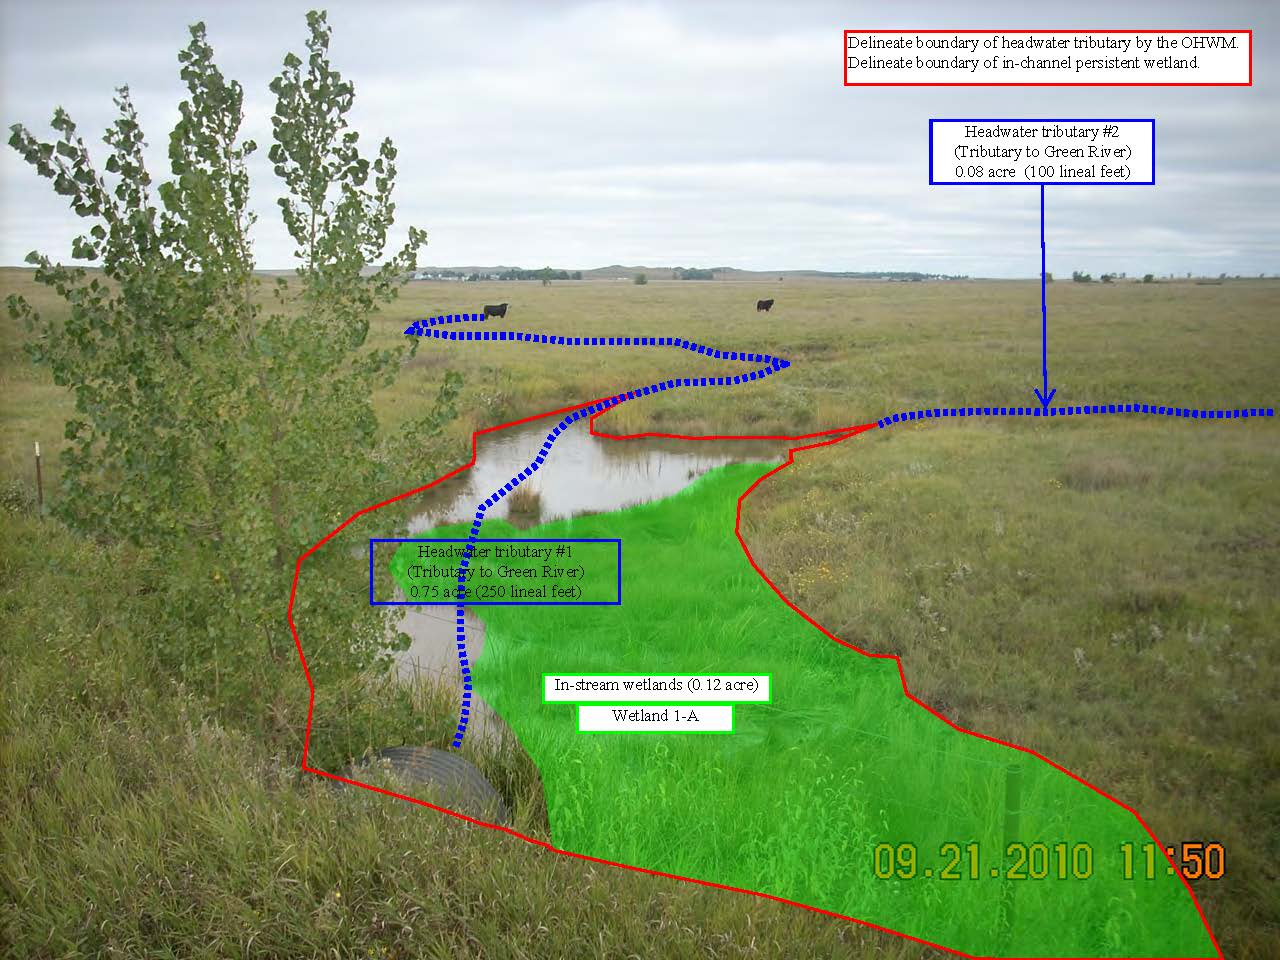 Delineate boundary of headwater tributary by the OHWM.
Delineate boundary of in-channel persistent wetland.
Headwater tributary #2
(Tributary to Green River)
0.08 acre (100 lineal feet)
Headwater tributary #1
(Tributary to Green River)
0.75 acre (250 lineal feet)
In-stream wetlands (0.12 acre)
Wetland 1-A
09.21.2010 11:50